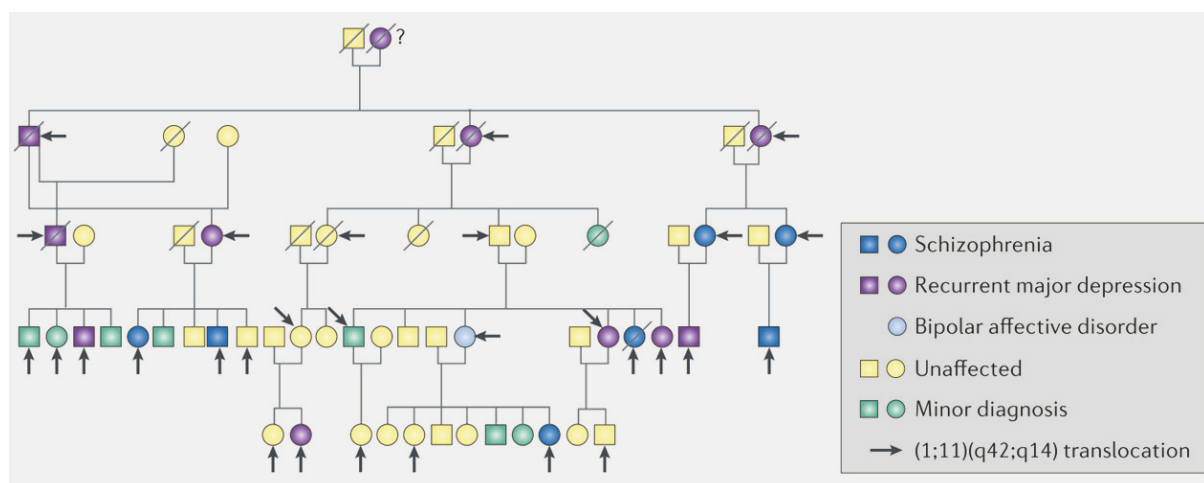 ?
Schizophrenia
Recurrent major depression
Bipolar affective disorder
Unaffected
Minor diagnosis
(1;11)(q42;q14) translocation